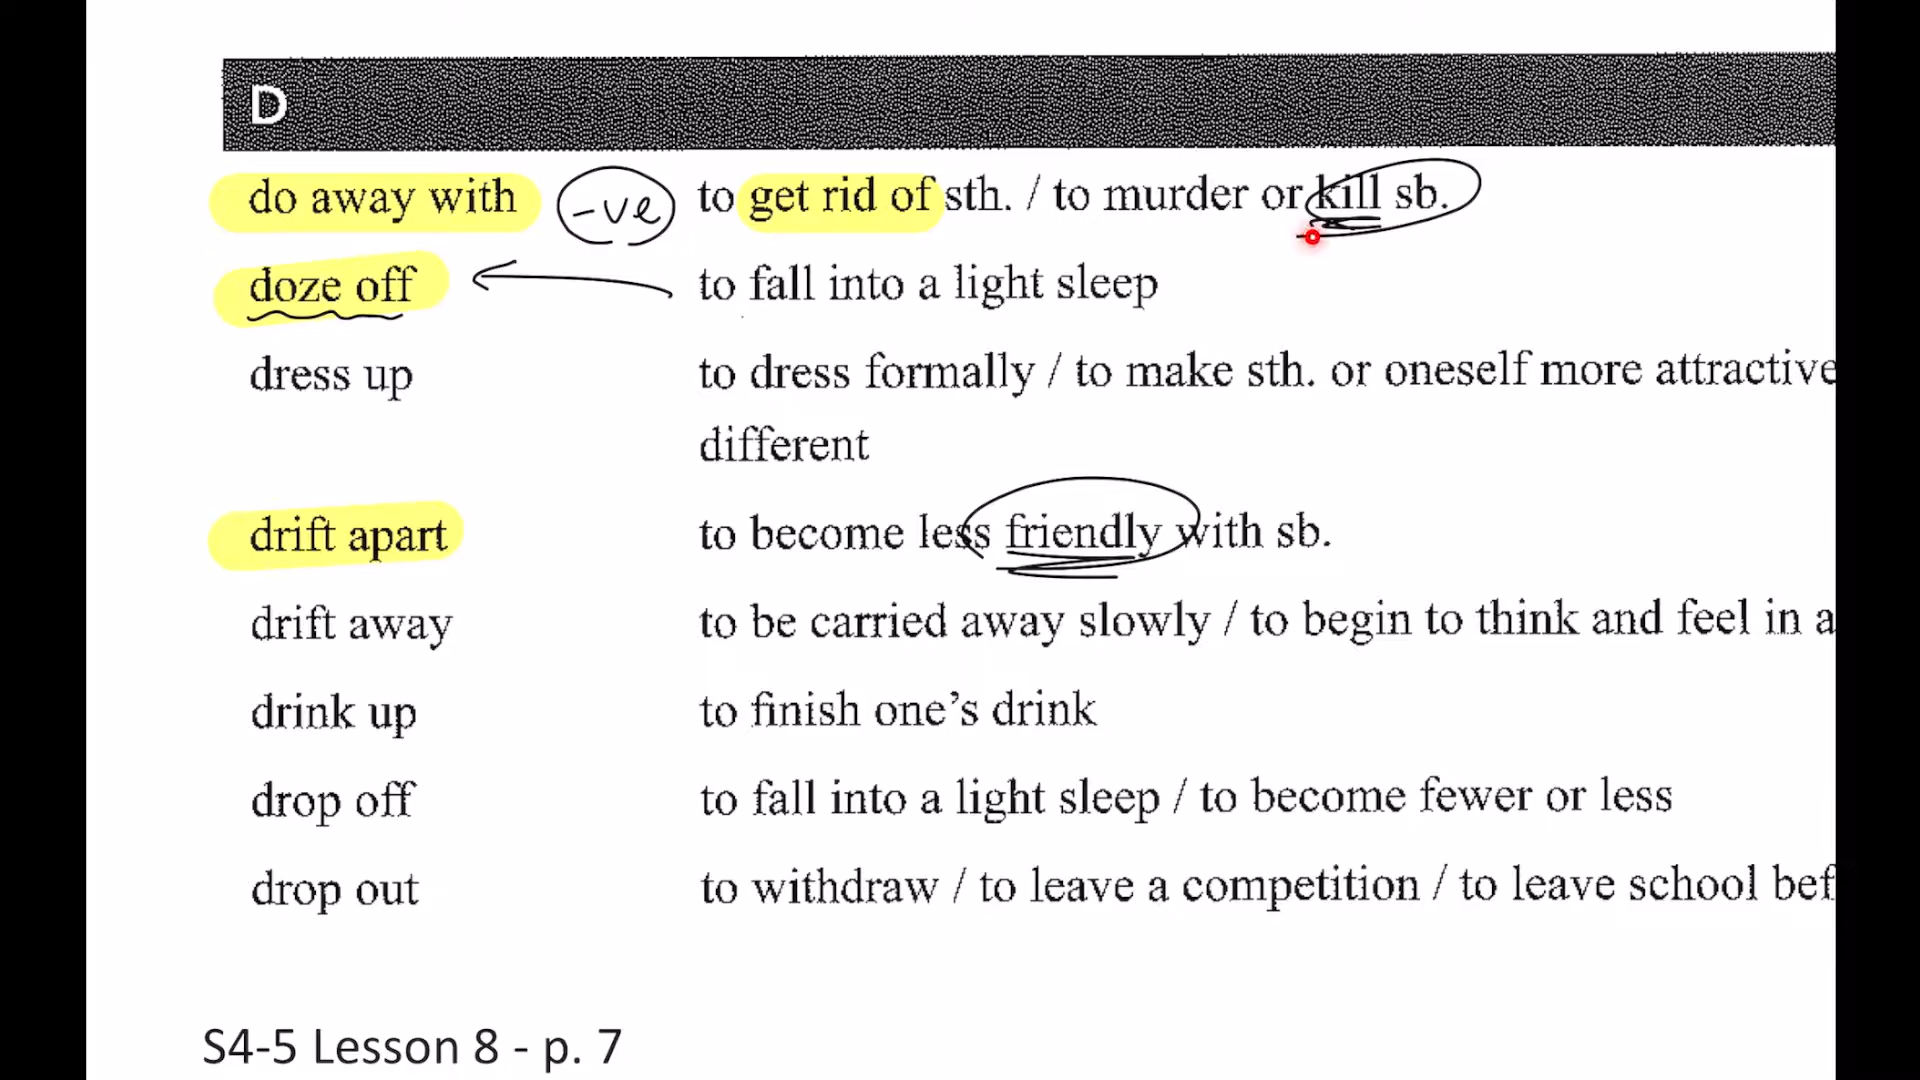 D
do away with -ve to get rid of sth. / to murder or kill sb.
doze off to fall into a light sleep
dress up to dress formally / to make sth. or oneself more attractive
different
drift apart to become less friendly with sb.
drift away to be carried away slowly / to begin to think and feel in a
drink up to finish one's drink
drop off to fall into a light sleep / to become fewer or less
drop out to withdraw / to leave a competition / to leave school bef
S4-5 Lesson 8 - p. 7